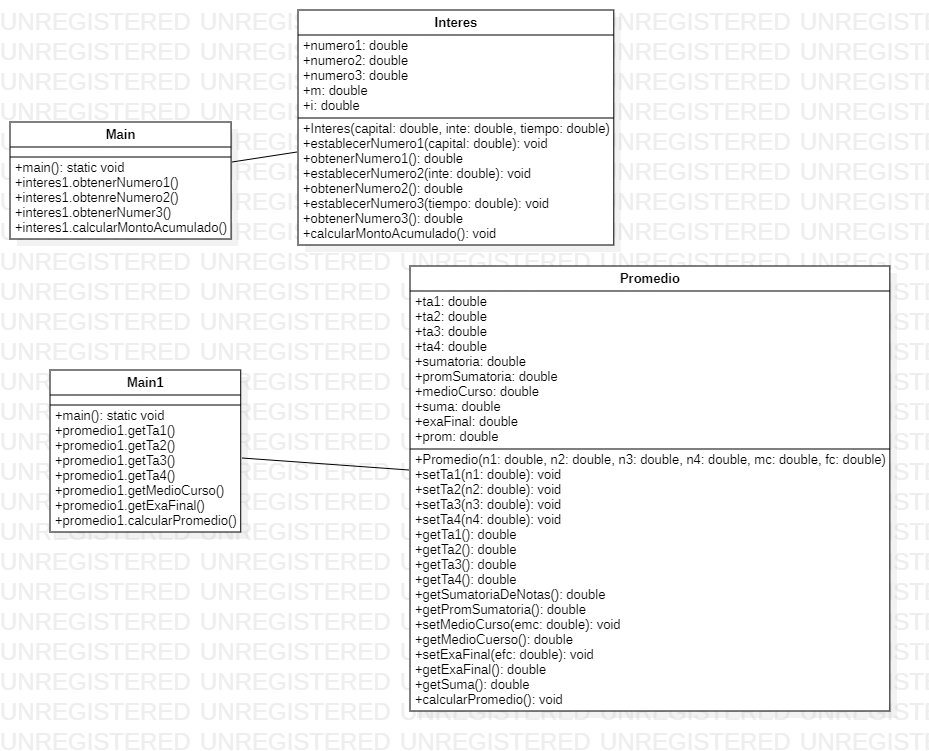 Interes
+numero1: double
+numero2: double
+numero3: double
+m: double
+i: double
+Interes(capital: double, inte: double, tiempo: double)
+establecerNumero1(capital: double): void
+obtenerNumero1(): double
+establecerNumero2(inte: double): void
+obtenerNumero2(): double
+establecerNumero3(tiempo: double): void
+obtenerNumero3(): double
+calcularMontoAcumulado(): void
Main
+main(): static void
+interes1.obtenerNumero1()
+interes1.obtenreNumero2()
+interes1.obtenerNumer3()
+interes1.calcularMontoAcumulado()
Promedio
+ta1: double
+ta2: double
+ta3: double
+ta4: double
+sumatoria: double
+promSumatoria: double
+medioCurso: double
+suma: double
+exaFinal: double
+prom: double
+Promedio(n1: double, n2: double, n3: double, n4: double, mc: double, fc: double)
+setTa1(n1: double): void
+setTa2(n2: double): void
+setTa3(n3: double): void
+setTa4(n4: double): void
+getTa1(): double
+getTa2(): double
+getTa3(): double
+getTa4(): double
+getSumatoriaDeNotas(): double
+getPromSumatoria(): double
+setMedioCurso(emc: double): void
+getMedioCuerso(): double
+setExaFinal(efc: double): void
+getExaFinal(): double
+getSuma(): double
+calcularPromedio(): void
Main1
+main(): static void
+promedio1.getTa1()
+promedio1.getTa2()
+promedio1.getTa3()
+promedio1.getTa4()
+promedio1.getMedioCurso()
+promedio1.getExaFinal()
+promedio1.calcularPromedio()
UNREGISTERED